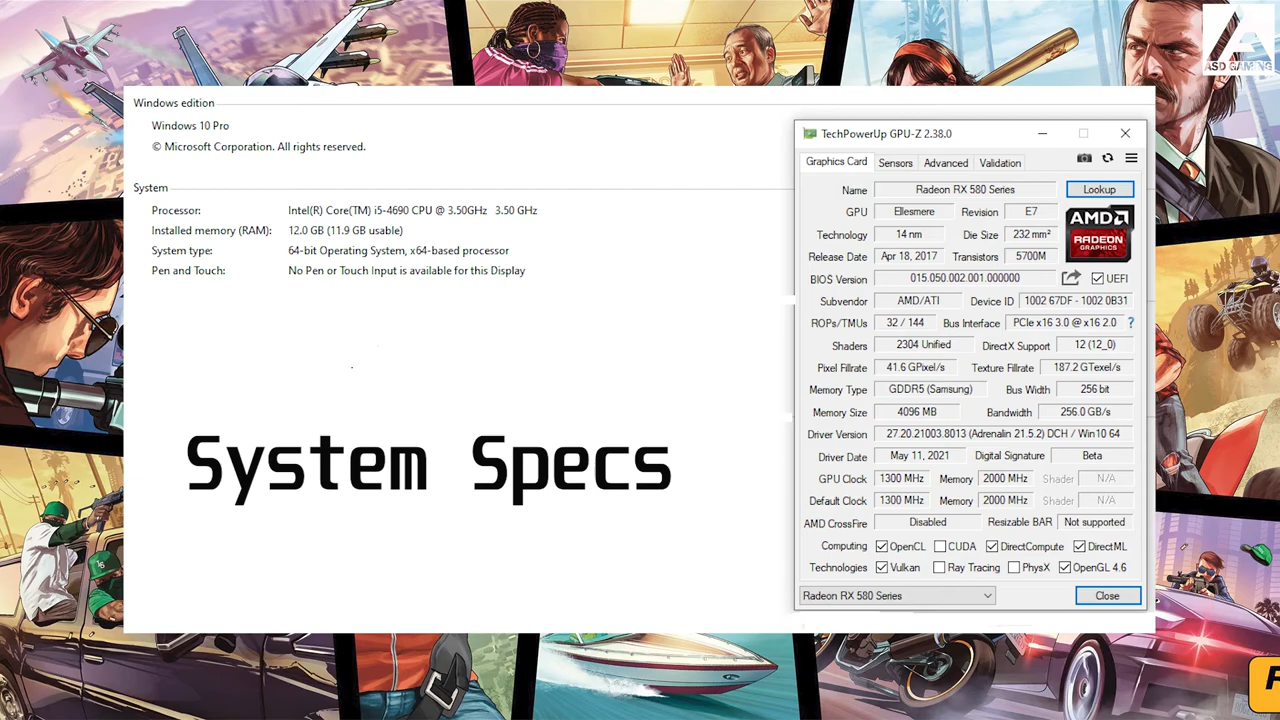 ASD GAMING
Windows edition
Windows 10 Pro
© Microsoft Corporation. All rights reserved.
System
Processor: Intel(R) Core(TM) i5-4690 CPU @ 3.50GHz 3.50 GHz
Installed memory (RAM): 12.0 GB (11.9 GB usable)
System type: 64-bit Operating System, x64-based processor
Pen and Touch: No Pen or Touch Input is available for this Display
System Specs
TechPowerUp GPU-Z 2.38.0
Graphics Card Sensors Advanced Validation
Name Radeon RX 580 Series Lookup
GPU Ellesmere Revision E7
AMD
RADEON
GRAPHICS
Technology 14 nm Die Size 232 mm²
Release Date Apr 18, 2017 Transistors 5700M
BIOS Version 015.050.002.001.000000 UEFI
Subvendor AMD/ATI Device ID 1002 67DF - 1002 0B31
ROPs/TMUs 32 / 144 Bus Interface PCIe x16 3.0 @ x16 2.0 ?
Shaders 2304 Unified DirectX Support 12 (12_0)
Pixel Fillrate 41.6 GPixel/s Texture Fillrate 187.2 GTexel/s
Memory Type GDDR5 (Samsung) Bus Width 256 bit
Memory Size 4096 MB Bandwidth 256.0 GB/s
Driver Version 27.20.21003.8013 (Adrenalin 21.5.2) DCH / Win10 64
Driver Date May 11, 2021 Digital Signature Beta
GPU Clock 1300 MHz Memory 2000 MHz Shader N/A
Default Clock 1300 MHz Memory 2000 MHz Shader N/A
AMD CrossFire Disabled Resizable BAR Not supported
Computing OpenCL CUDA DirectCompute DirectML
Technologies Vulkan Ray Tracing PhysX OpenGL 4.6
Radeon RX 580 Series Close